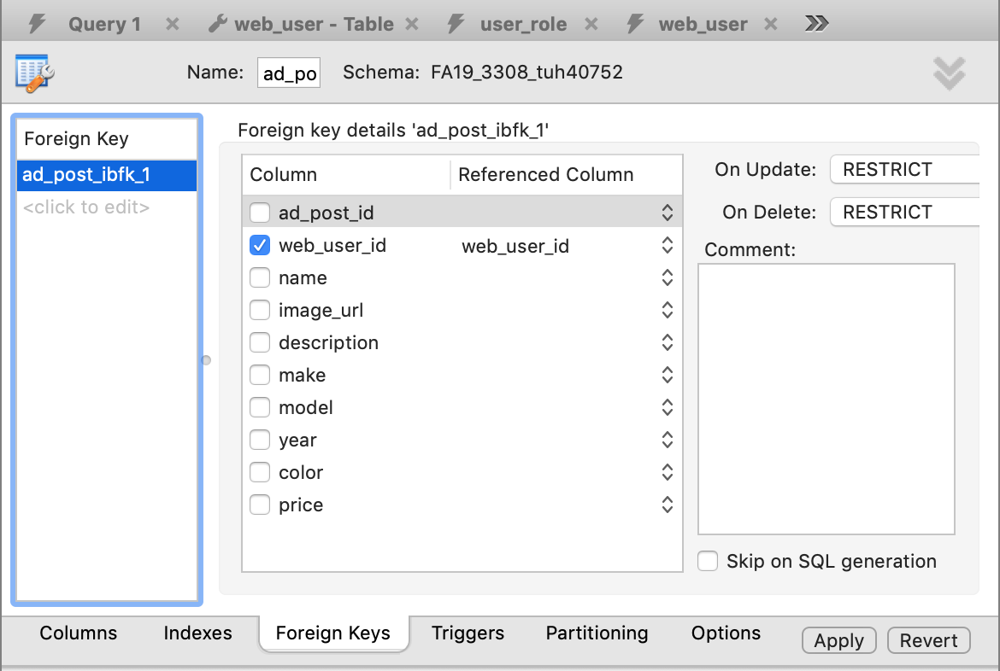 Query 1 web_user - Table user_role web_user
Name: ad_po Schema: FA19_3308_tuh40752
Foreign Key
ad_post_ibfk_1
<click to edit>
Foreign key details 'ad_post_ibfk_1'
Column Referenced Column
ad_post_id
web_user_id web_user_id
name
image_url
description
make
model
year
color
price
On Update: RESTRICT
On Delete: RESTRICT
Comment:
Skip on SQL generation
Columns Indexes Foreign Keys Triggers Partitioning Options Apply Revert